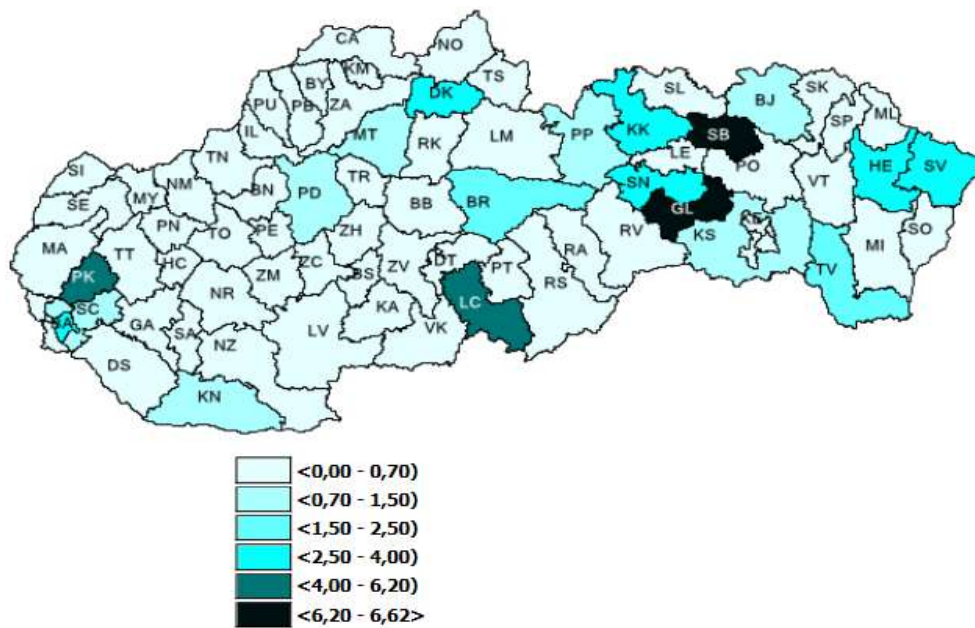 CA
NO
BY
KM
TS
PU
PB
ZA
DK
SL
BJ
SK
IL
MT
RK
LM
PP
KK
SB
SP
ML
TN
LE
PO
SI
NM
BN
PD
TR
BB
BR
SN
VT
HE
SV
SE
MY
PN
TO
PE
ZH
GL
RV
KS
MA
TT
HC
ZM
ZC
BS
ZV
DT
PT
RA
MI
SO
PK
NR
KA
LC
RS
TV
SC
BA
GA
SA
NZ
LV
VK
DS
KN
<0,00 - 0,70)
<0,70 - 1,50)
<1,50 - 2,50)
<2,50 - 4,00)
<4,00 - 6,20)
<6,20 - 6,62>